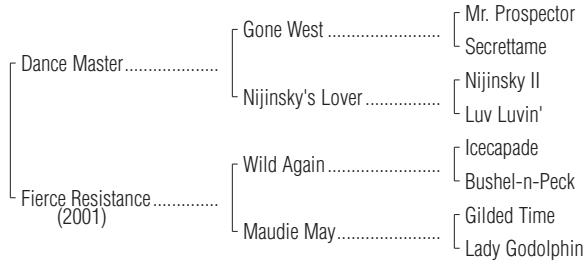 Mr. Prospector
Gone West
Secrettame
Dance Master
Nijinsky II
Nijinsky's Lover
Luv Luvin'
Icecapade
Wild Again
Bushel-n-Peck
Fierce Resistance
(2001)
Gilded Time
Maudie May
Lady Godolphin